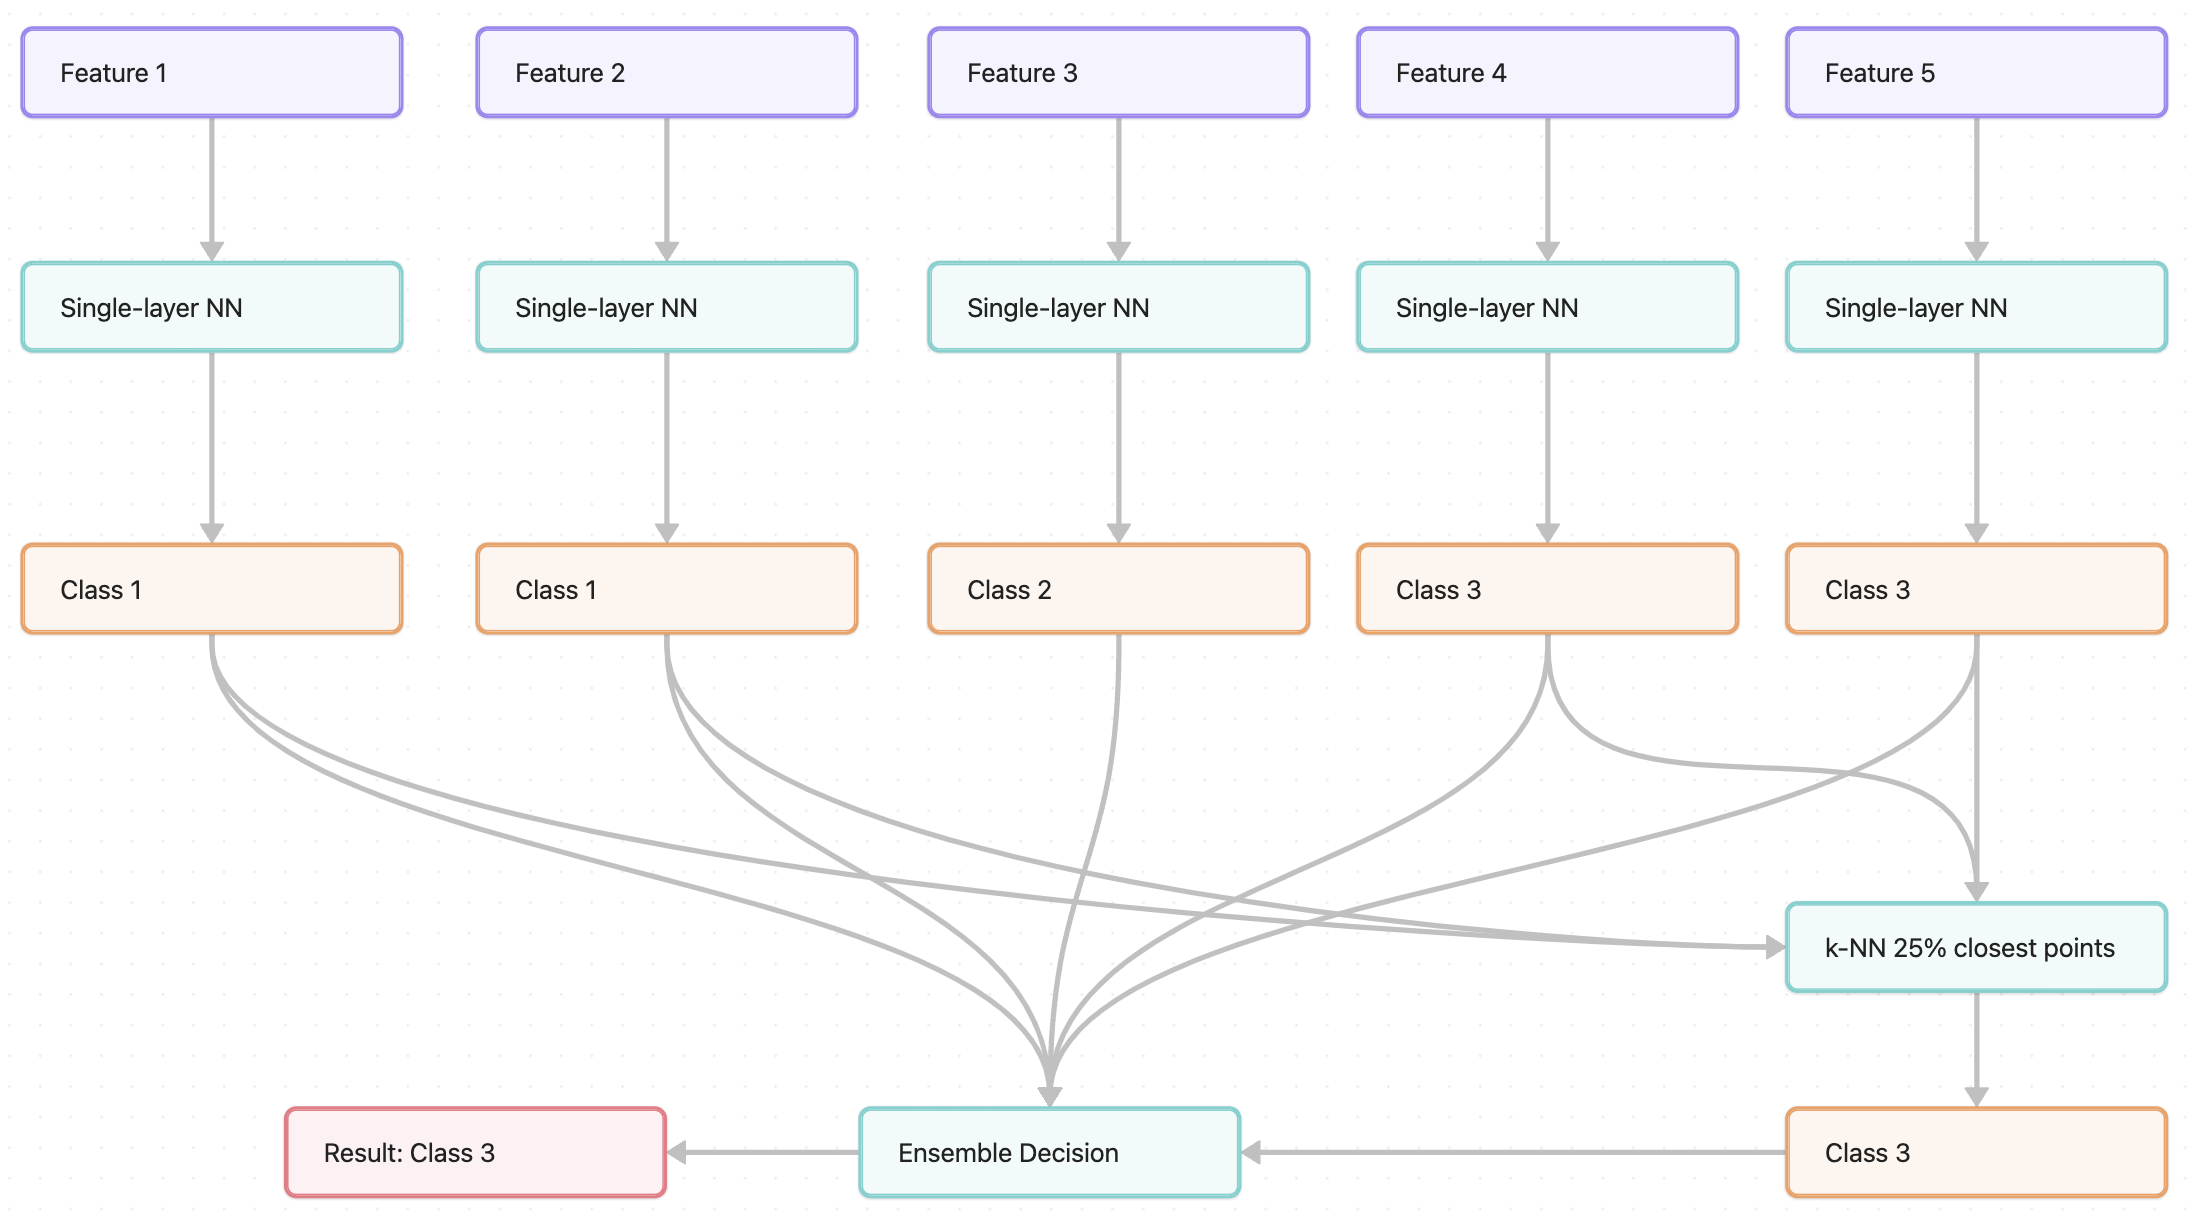 Feature 1
Feature 2
Feature 3
Feature 4
Feature 5
Single-layer NN
Single-layer NN
Single-layer NN
Single-layer NN
Single-layer NN
Class 1
Class 1
Class 2
Class 3
Class 3
k-NN 25% closest points
Result: Class 3
Ensemble Decision
Class 3